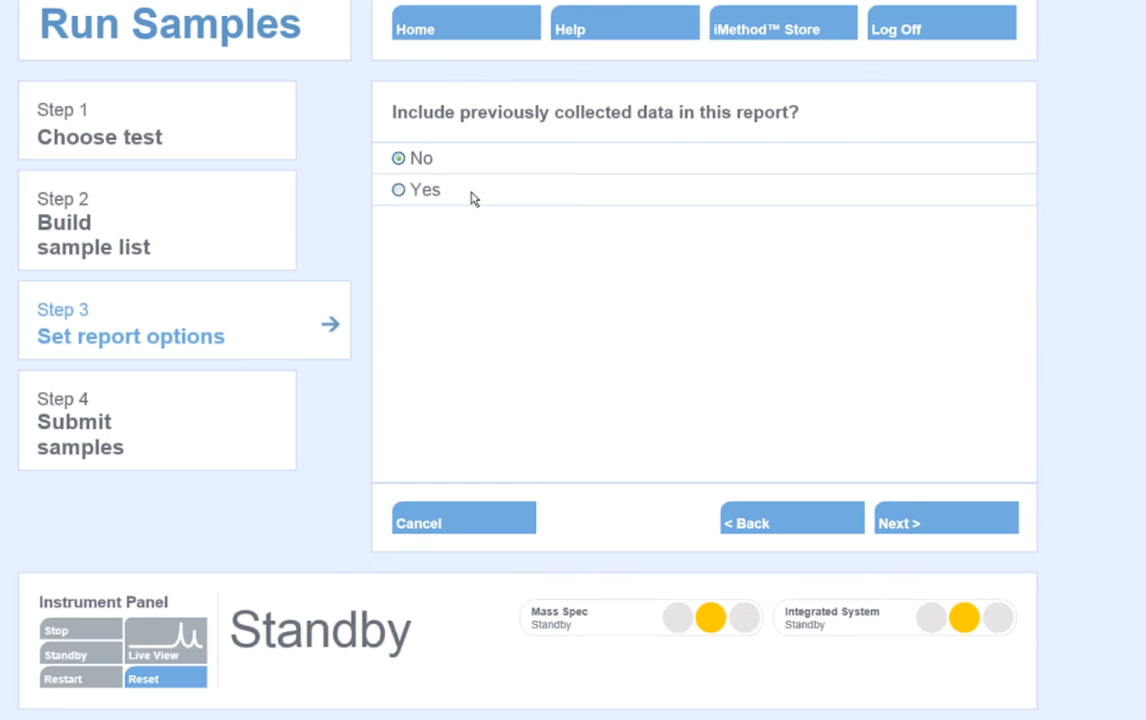 Run Samples
Home
Help
iMethod™ Store
Log Off
Step 1
Choose test
Step 2
Build
sample list
Step 3
Set report options
Step 4
Submit
samples
Include previously collected data in this report?
No
Yes
Cancel
< Back
Next >
Instrument Panel
Stop
Standby
Restart
Live View
Reset
Standby
Mass Spec
Standby
Integrated System
Standby